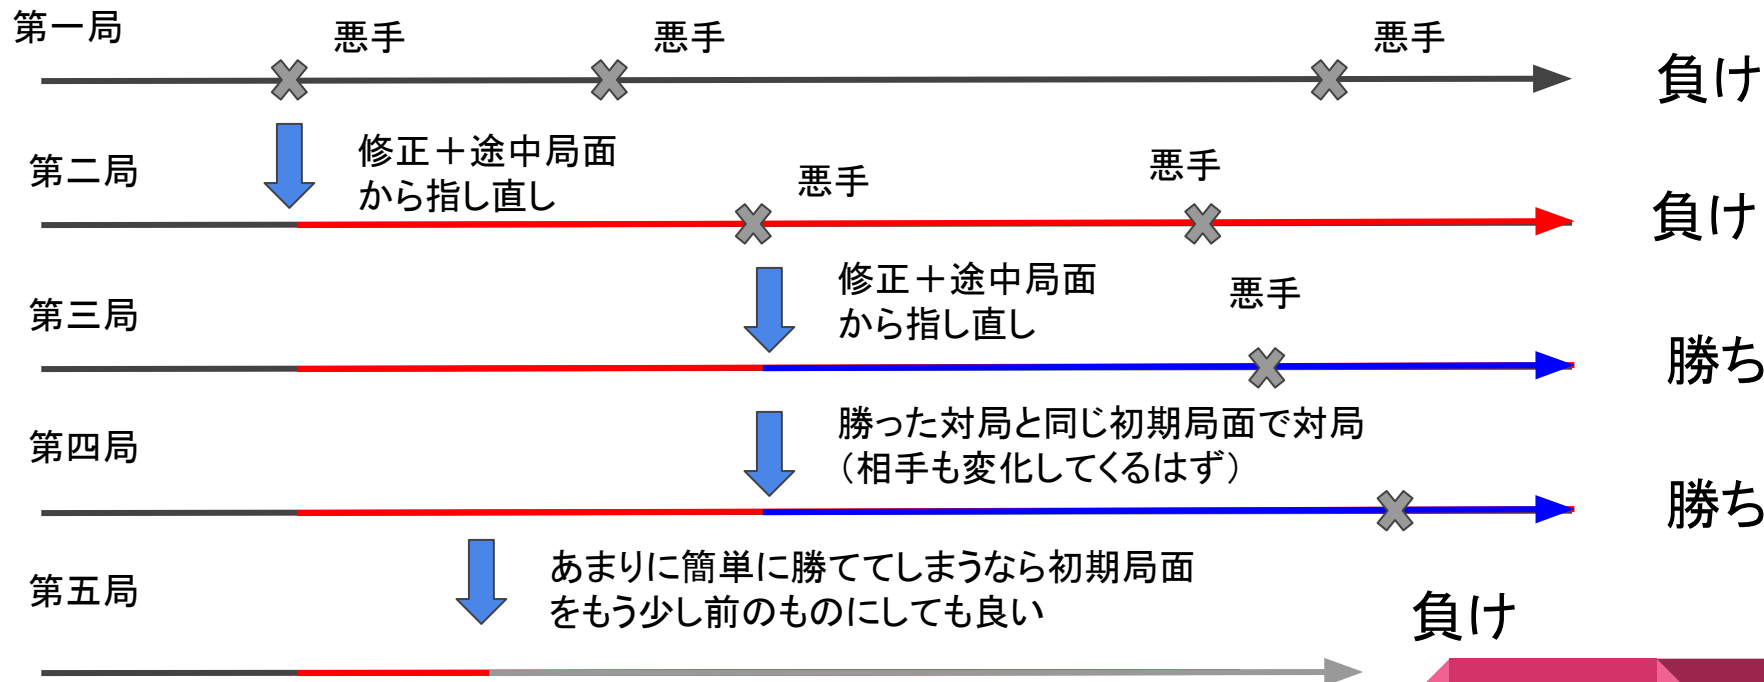 第一局
悪手
悪手
悪手
負け
第二局
修正＋途中局面
から指し直し
悪手
悪手
負け
第三局
修正＋途中局面
から指し直し
悪手
勝ち
第四局
勝った対局と同じ初期局面で対局
（相手も変化してくるはず）
勝ち
第五局
あまりに簡単に勝ててしまうなら初期局面
をもう少し前のものにしても良い
負け